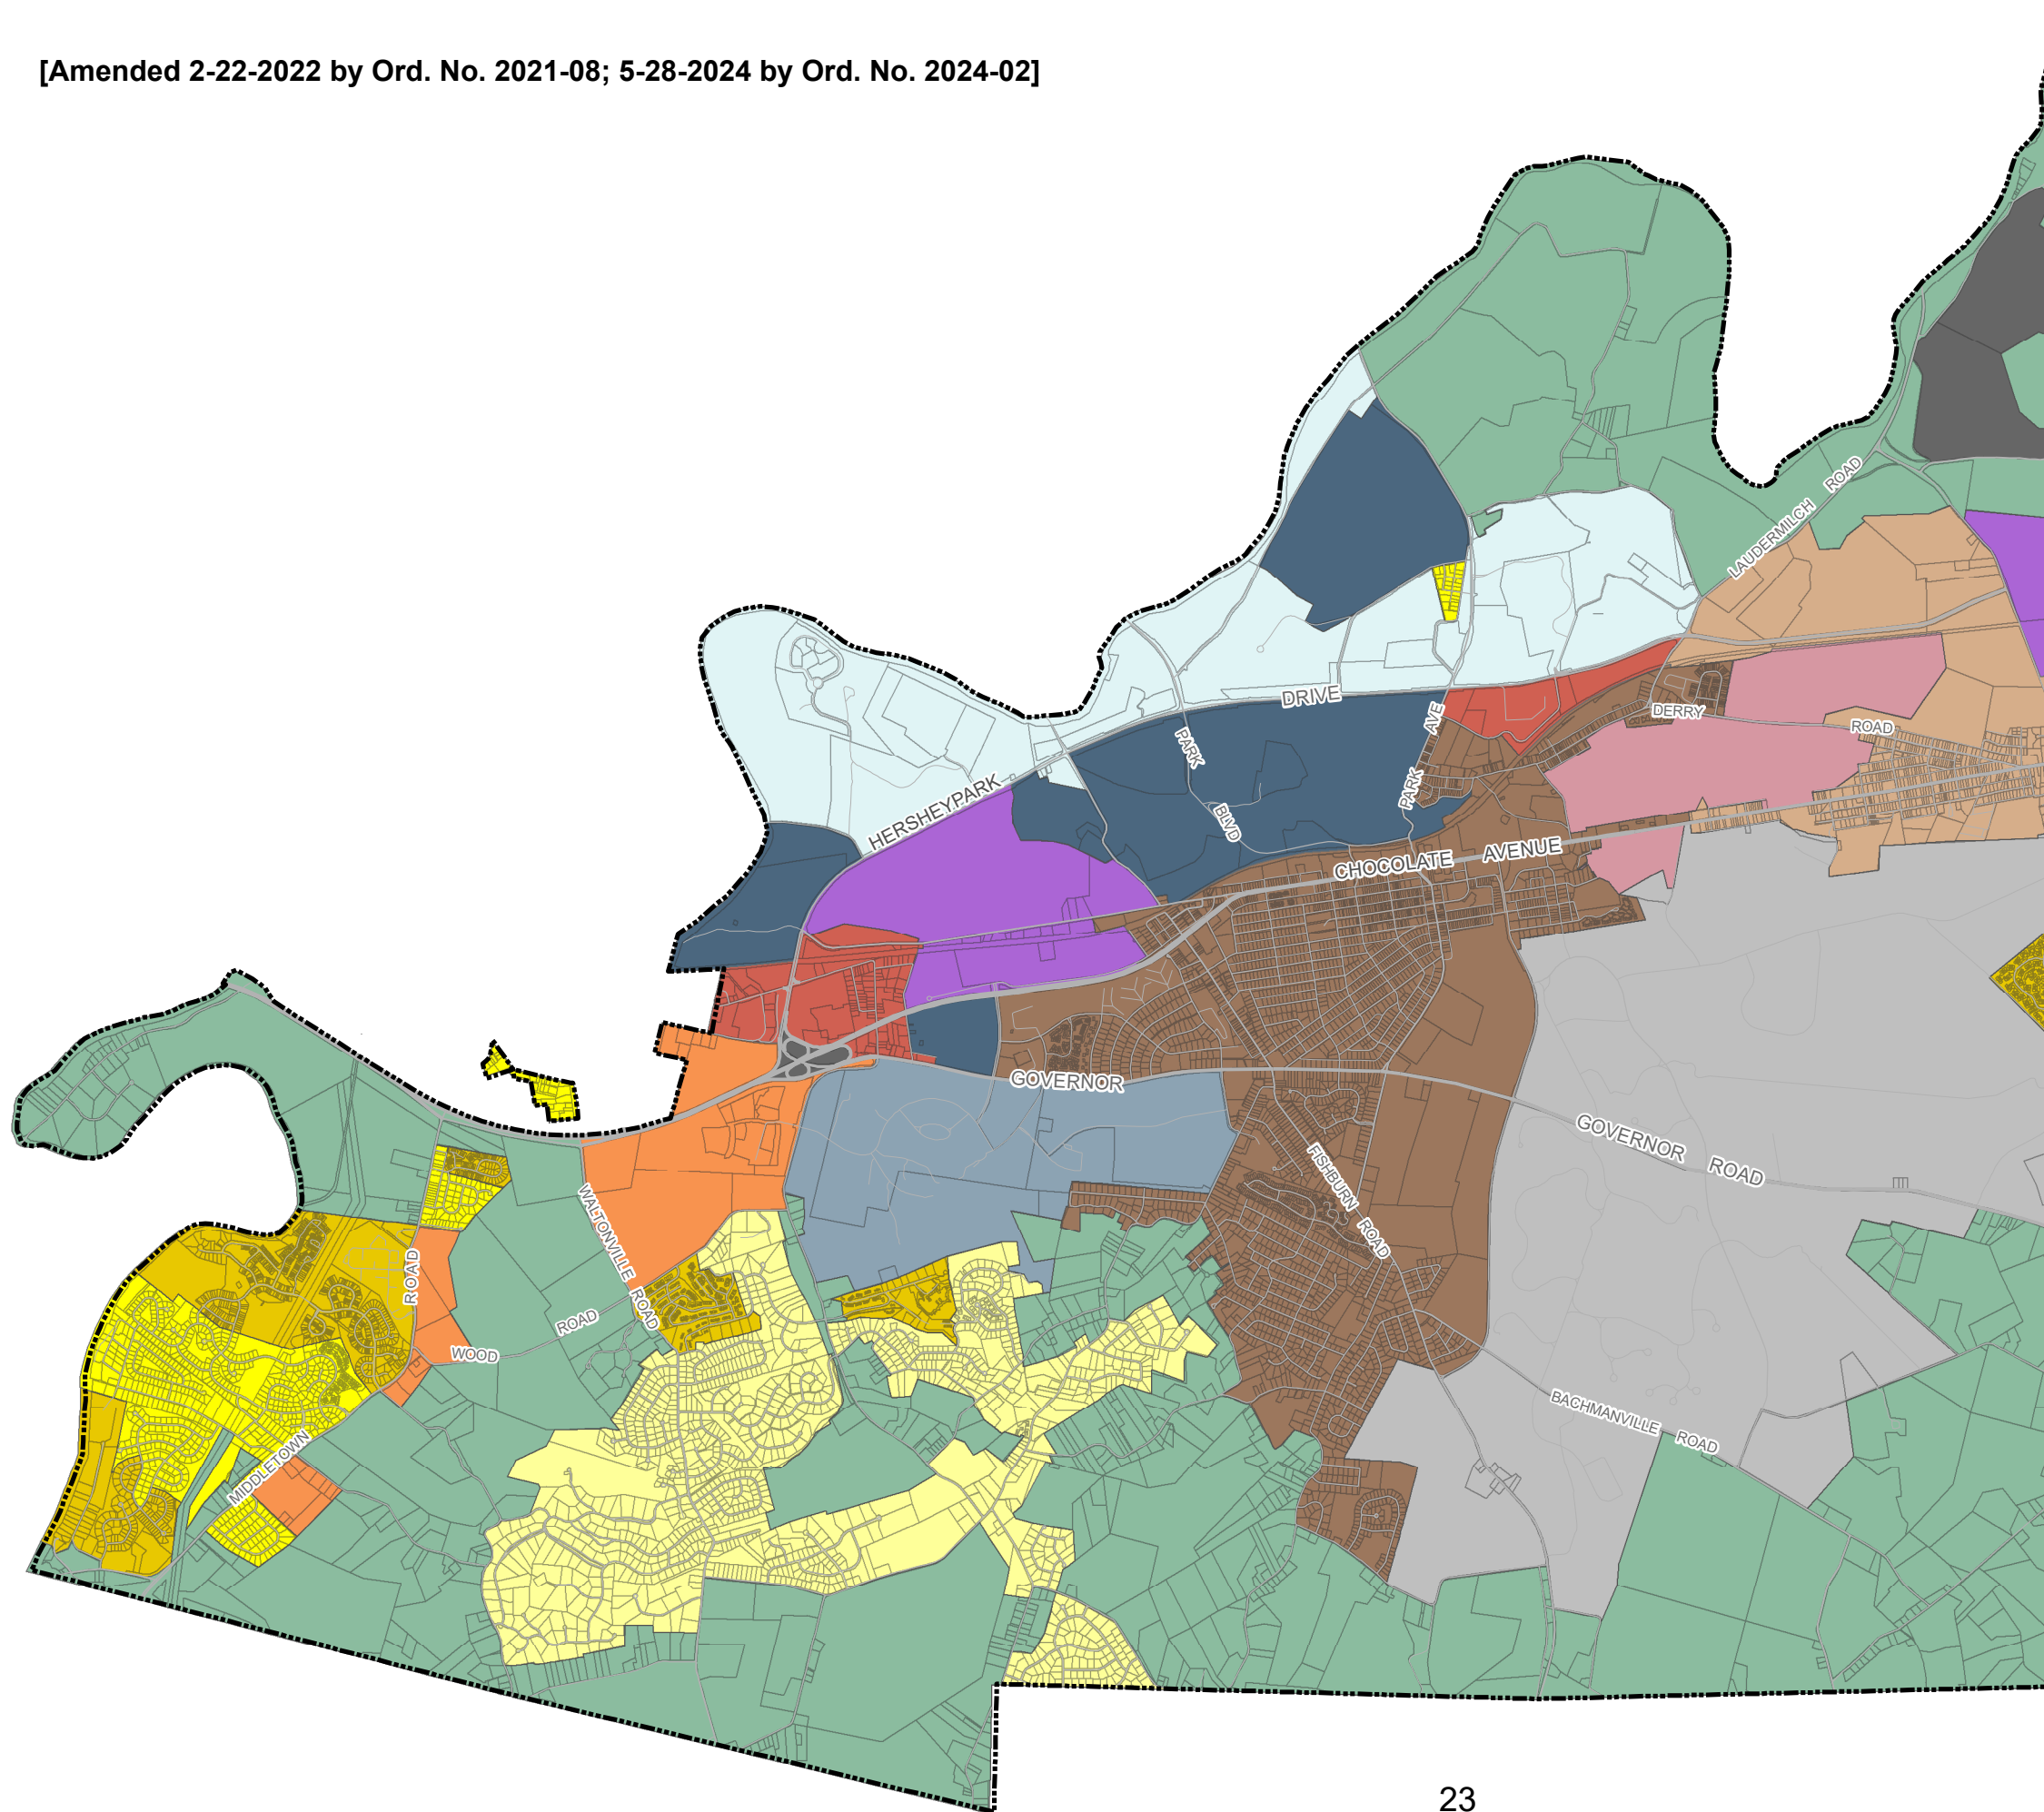 [Amended 2-22-2022 by Ord. No. 2021-08; 5-28-2024 by Ord. No. 2024-02]
LAUDERMILCH ROAD
DRIVE
AVE
DERRY
ROAD
PARK
HERSHEYPARK
PARK
BLVD
CHOCOLATE AVENUE
GOVERNOR
GOVERNOR ROAD
FISHBURN ROAD
WALTONVILLE ROAD
ROAD
ROAD
WOOD
BACHMANVILLE ROAD
MIDDLETOWN
23